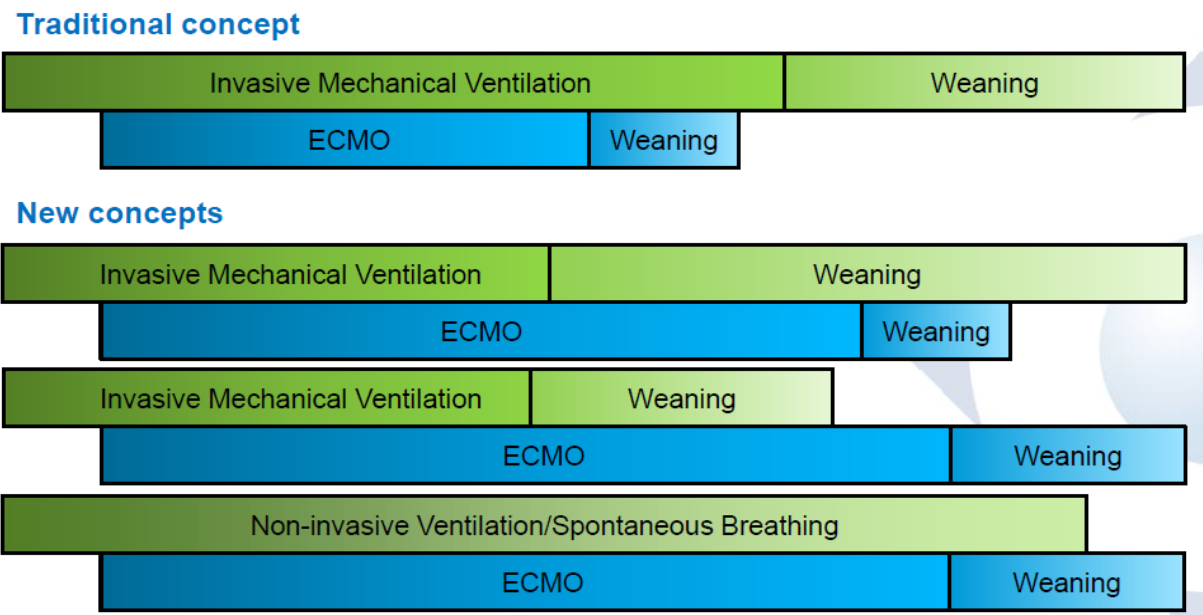 Traditional concept
Invasive Mechanical Ventilation Weaning
ECMO Weaning
New concepts
Invasive Mechanical Ventilation Weaning
ECMO Weaning
Invasive Mechanical Ventilation Weaning
ECMO Weaning
Non-invasive Ventilation/Spontaneous Breathing
ECMO Weaning